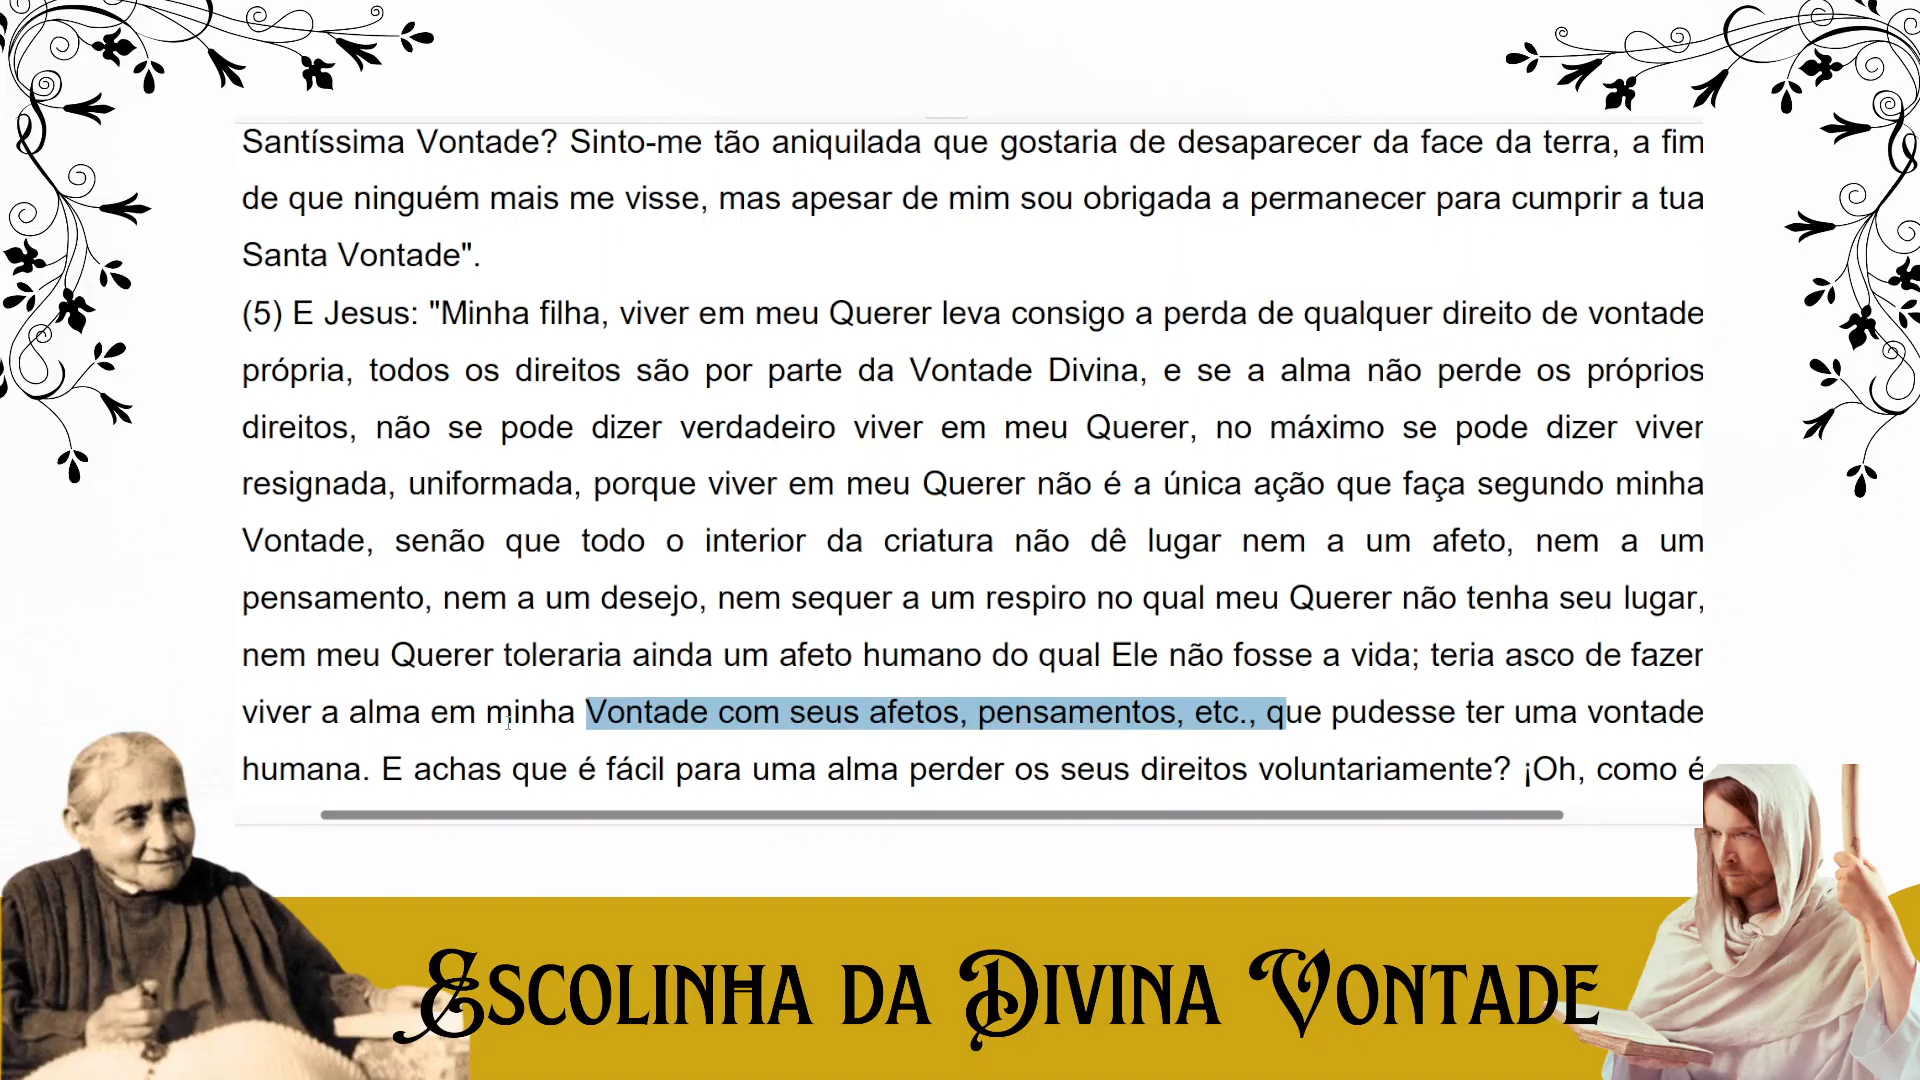 Santíssima Vontade? Sinto-me tão aniquilada que gostaria de desaparecer da face da terra, a fim
de que ninguém mais me visse, mas apesar de mim sou obrigada a permanecer para cumprir a tua
Santa Vontade".
(5) E Jesus: "Minha filha, viver em meu Querer leva consigo a perda de qualquer direito de vontade
própria, todos os direitos são por parte da Vontade Divina, e se a alma não perde os próprios
direitos, não se pode dizer verdadeiro viver em meu Querer, no máximo se pode dizer viver
resignada, uniformada, porque viver em meu Querer não é a única ação que faça segundo minha
Vontade, senão que todo o interior da criatura não dê lugar nem a um afeto, nem a um
pensamento, nem a um desejo, nem sequer a um respiro no qual meu Querer não tenha seu lugar,
nem meu Querer toleraria ainda um afeto humano do qual Ele não fosse a vida; teria asco de fazer
viver a alma em minha Vontade com seus afetos, pensamentos, etc., que pudesse ter uma vontade
humana. E achas que é fácil para uma alma perder os seus direitos voluntariamente? ¡Oh, como é
Escolinha da Divina Vontade